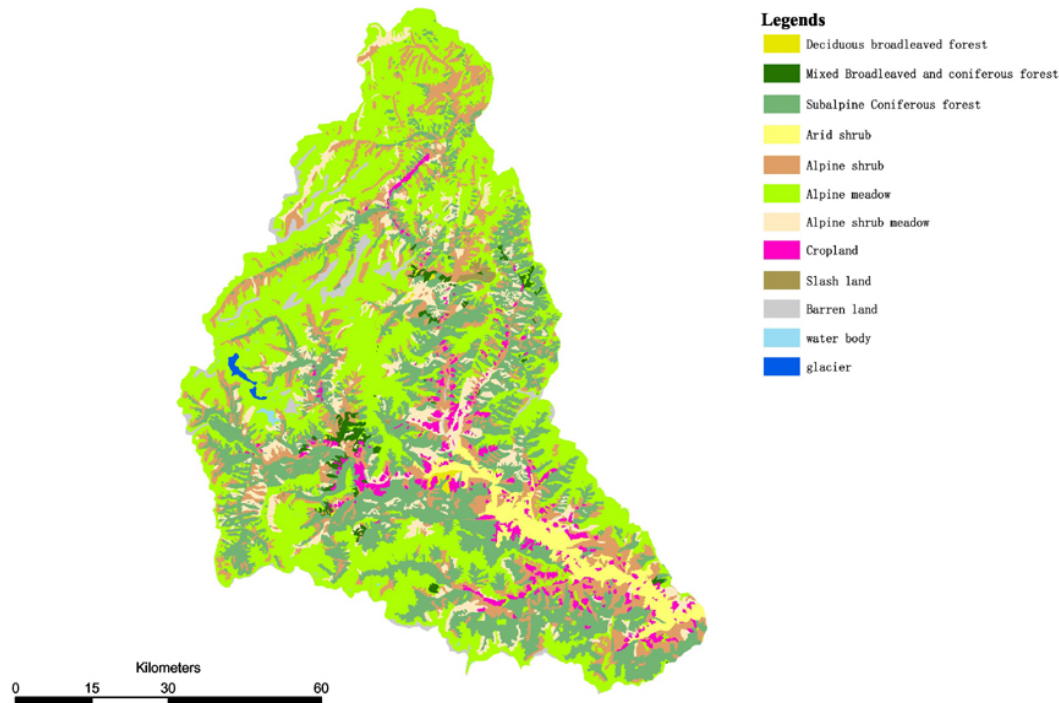 Legends
Deciduous broadleaved forest
Mixed Broadleaved and coniferous forest
Subalpine Coniferous forest
Arid shrub
Alpine shrub
Alpine meadow
Alpine shrub meadow
Cropland
Slash land
Barren land
water body
glacier
Kilometers
0 15 30 60